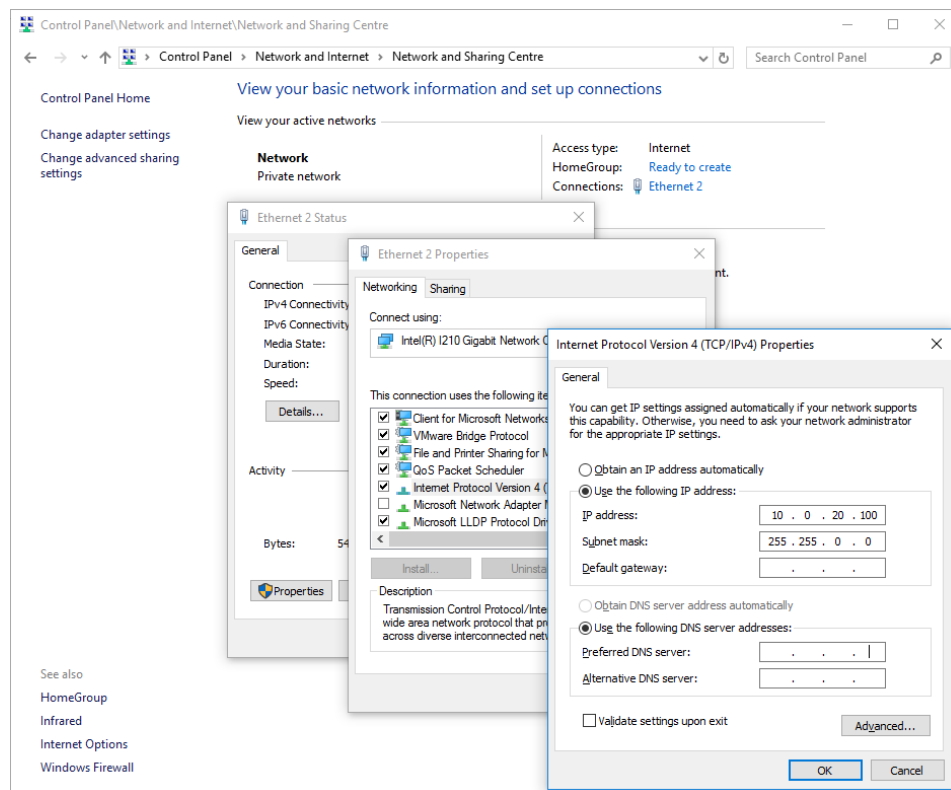 Control Panel\Network and Internet\Network and Sharing Centre
Control Panel > Network and Internet > Network and Sharing Centre
Search Control Panel
Control Panel Home
Change adapter settings
Change advanced sharing
settings
View your basic network information and set up connections
View your active networks
Network
Private network
Access type: Internet
HomeGroup: Ready to create
Connections: Ethernet 2
nt.
Ethernet 2 Status
General
Connection
IPv4 Connectivity
IPv6 Connectivity
Media State:
Duration:
Speed:
Details...
Activity
Bytes: 54
Properties
Ethernet 2 Properties
Networking Sharing
Connect using:
Intel(R) I210 Gigabit Network C
This connection uses the following ite
Client for Microsoft Networks
VMware Bridge Protocol
File and Printer Sharing for M
QoS Packet Scheduler
Internet Protocol Version 4 (
Microsoft Network Adapter M
Microsoft LLDP Protocol Dri
Install... Uninsta
Description
Transmission Control Protocol/Inte
wide area network protocol that pr
across diverse interconnected netw
Internet Protocol Version 4 (TCP/IPv4) Properties
General
You can get IP settings assigned automatically if your network supports
this capability. Otherwise, you need to ask your network administrator
for the appropriate IP settings.
Obtain an IP address automatically
Use the following IP address:
IP address: 10 . 0 . 20 . 100
Subnet mask: 255 . 255 . 0 . 0
Default gateway: . . .
Obtain DNS server address automatically
Use the following DNS server addresses:
Preferred DNS server: . . .
Alternative DNS server: . . .
Validate settings upon exit
Advanced...
OK Cancel
See also
HomeGroup
Infrared
Internet Options
Windows Firewall